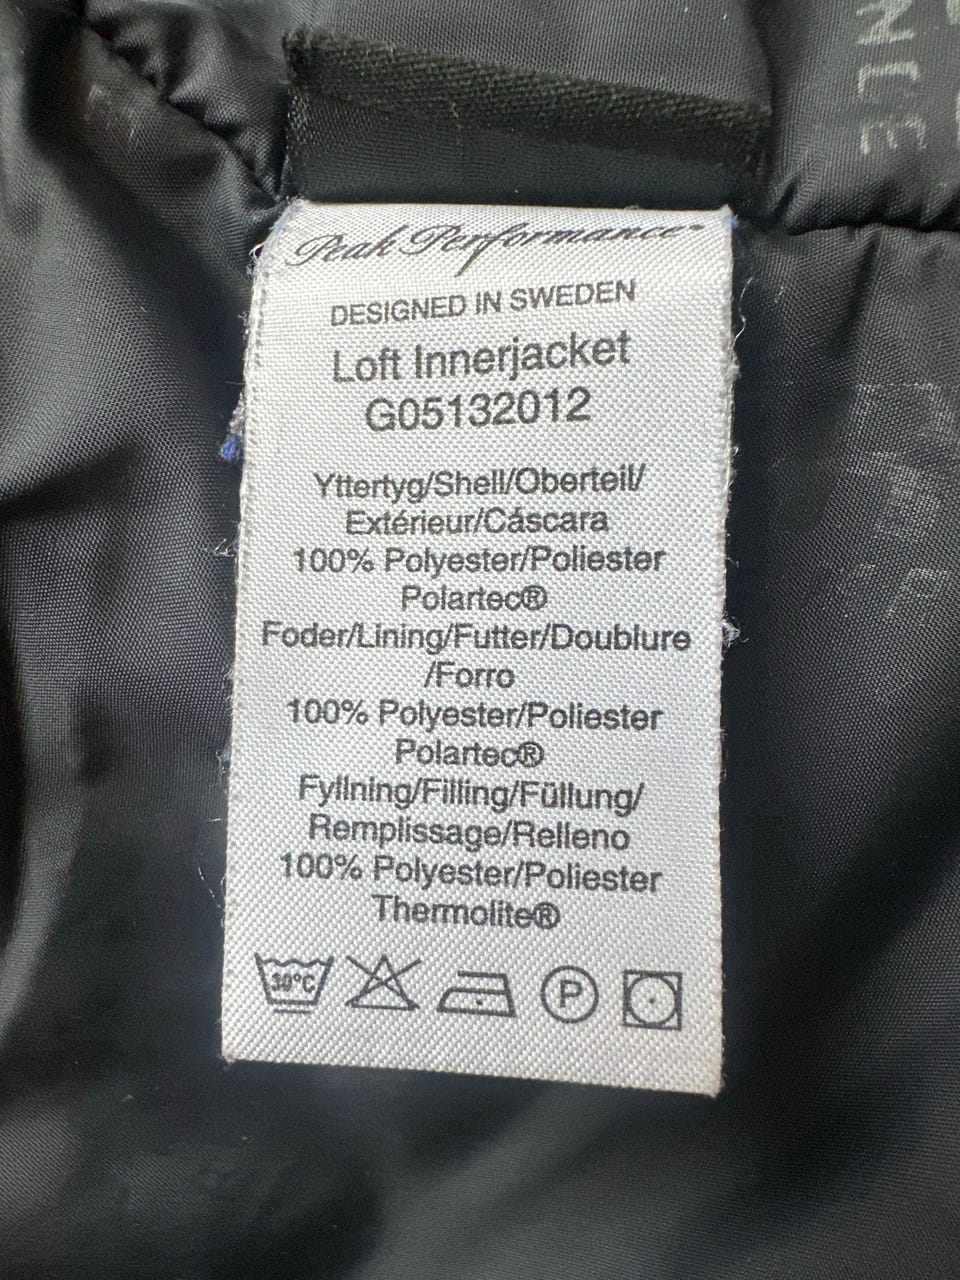 Peak Performance®
DESIGNED IN SWEDEN
Loft Innerjacket
G05132012
Yttertyg/Shell/Oberteil/
Extérieur/Cáscara
100% Polyester/Poliester
Polartec®
Foder/Lining/Futter/Doublure
/Forro
100% Polyester/Poliester
Polartec®
Fyllning/Filling/Füllung/
Remplissage/Relleno
100% Polyester/Poliester
Thermolite®
30°C
P